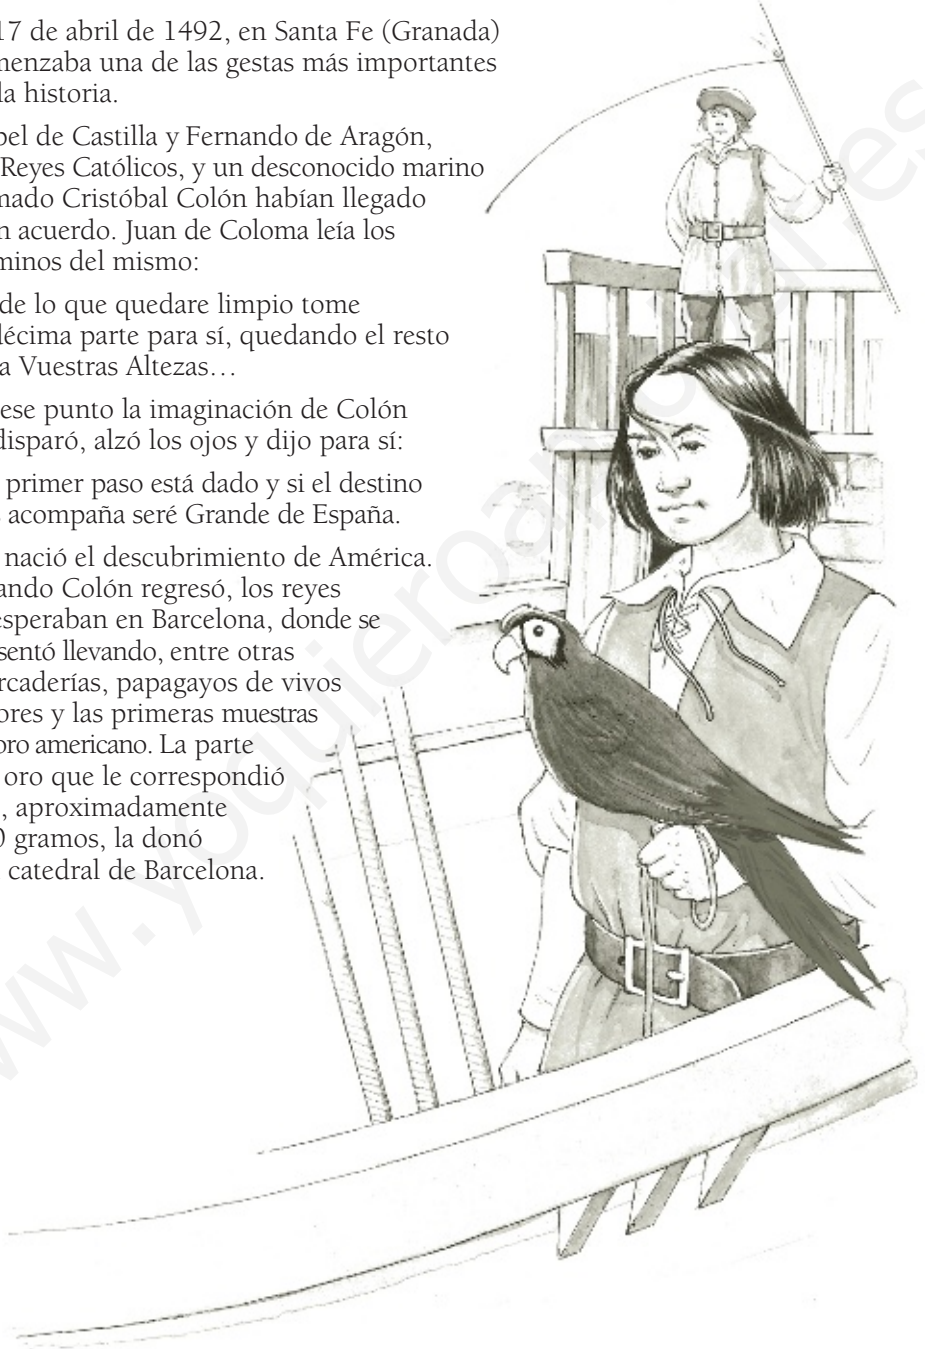 17 de abril de 1492, en Santa Fe (Granada)
menzaba una de las gestas más importantes
la historia.
bel de Castilla y Fernando de Aragón,
Reyes Católicos, y un desconocido marino
mado Cristóbal Colón habían llegado
n acuerdo. Juan de Coloma leía los
minos del mismo:
de lo que quedare limpio tome
décima parte para sí, quedando el resto
a Vuestras Altezas…
ese punto la imaginación de Colón
disparó, alzó los ojos y dijo para sí:
primer paso está dado y si el destino
acompaña seré Grande de España.
nació el descubrimiento de América.
ando Colón regresó, los reyes
esperaban en Barcelona, donde se
sentó llevando, entre otras
rcaderías, papagayos de vivos
ores y las primeras muestras
oro americano. La parte
oro que le correspondió
, aproximadamente
0 gramos, la donó
catedral de Barcelona.